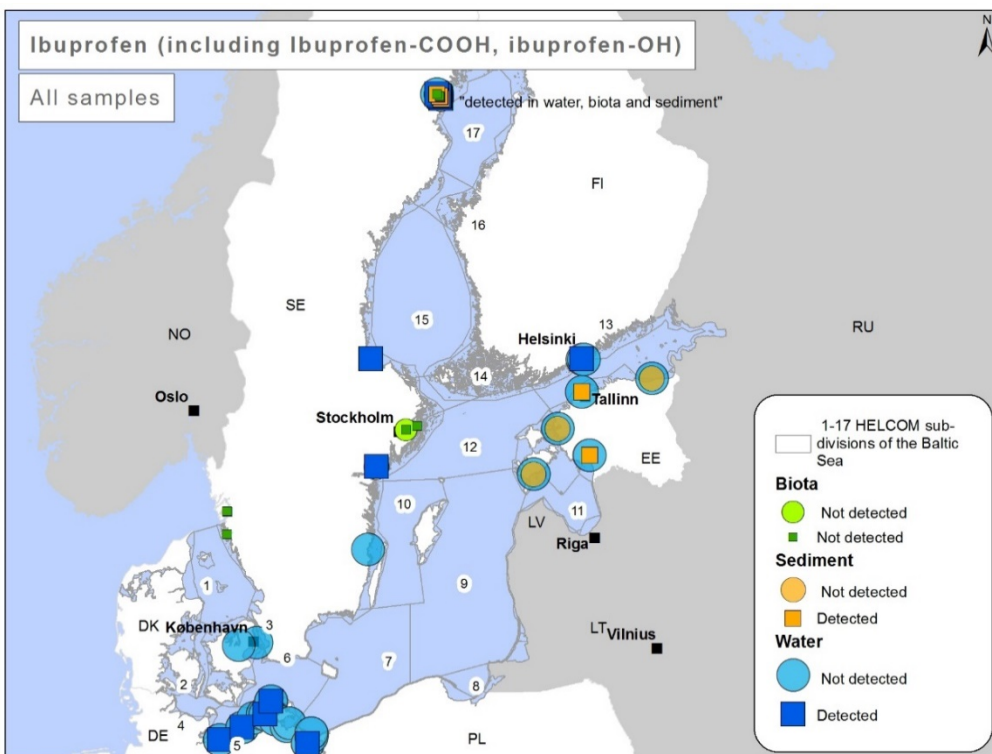 Ibuprofen (including Ibuprofen-COOH, ibuprofen-OH)
All samples
N
"detected in water, biota and sediment"
17
FI
16
SE
15
NO
Helsinki
13
RU
14
Oslo
Tallinn
Stockholm
12
EE
10
11
LV
Riga
1
9
DK
København
3
LT Vilnius
6
7
2
8
4
DE
5
PL
1-17 HELCOM sub-
divisions of the Baltic
Sea
Biota
Not detected
Not detected
Sediment
Not detected
Detected
Water
Not detected
Detected